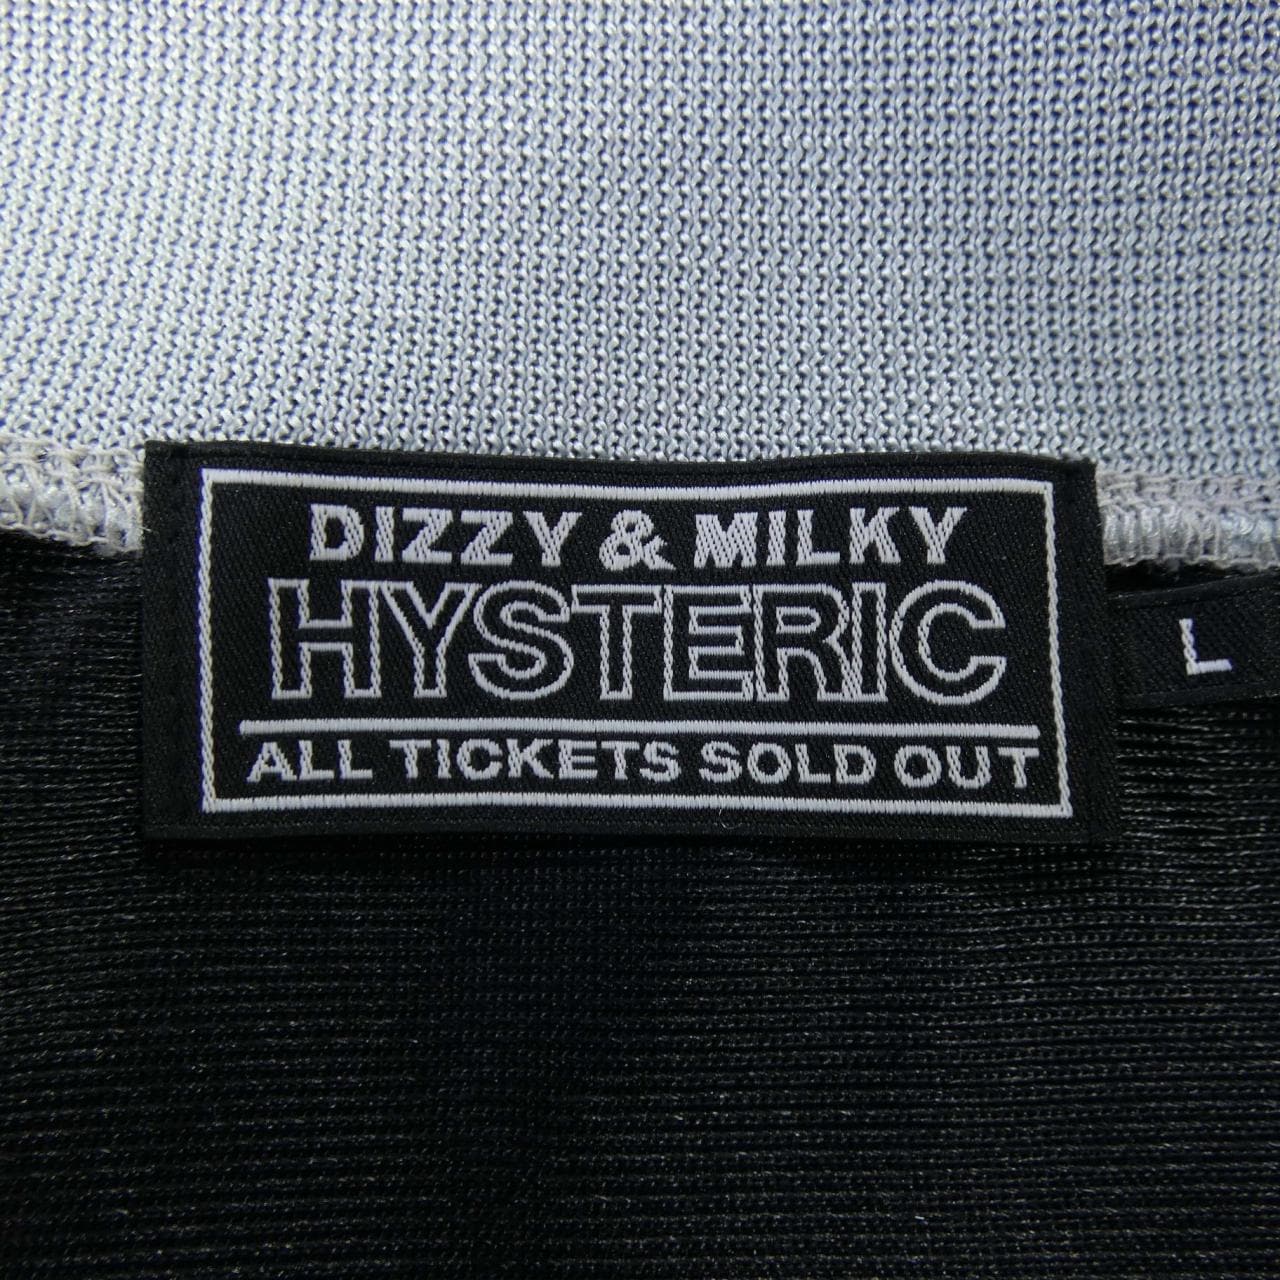 DIZZY & MILKY
HYSTERIC
ALL TICKETS SOLD OUT
L